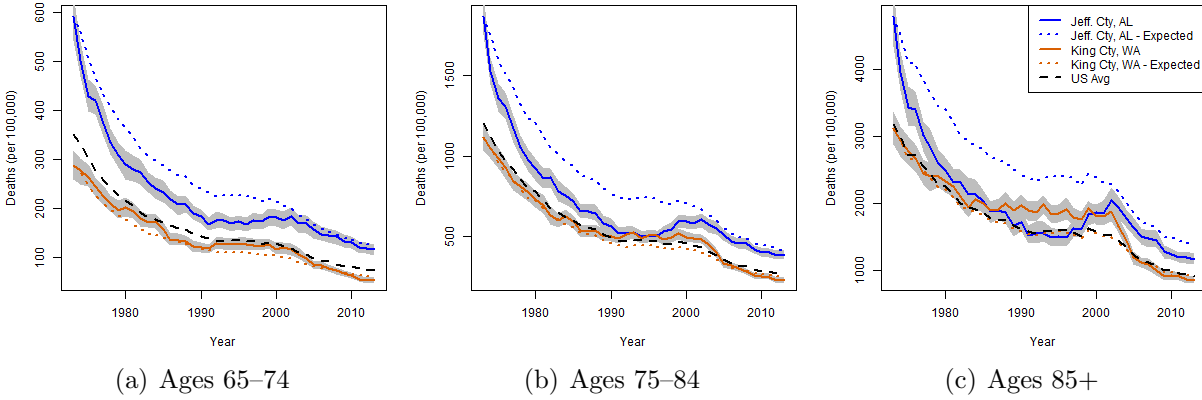 600
500
400
300
200
100
Deaths (per 100,000)
1980
1990
2000
2010
Year
(a) Ages 65–74
1500
1000
500
Deaths (per 100,000)
1980
1990
2000
2010
Year
(b) Ages 75–84
4000
3000
2000
1000
Deaths (per 100,000)
1980
1990
2000
2010
Year
Jeff. Cty, AL
Jeff. Cty, AL - Expected
King Cty, WA
King Cty, WA - Expected
US Avg
(c) Ages 85+